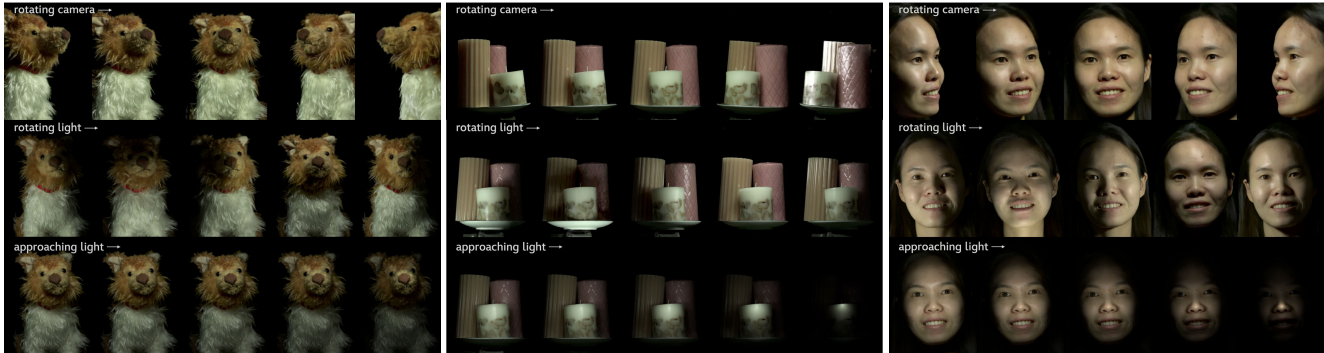 rotating camera →
rotating camera →
rotating camera →
rotating light →
rotating light →
rotating light →
approaching light →
approaching light →
approaching light →